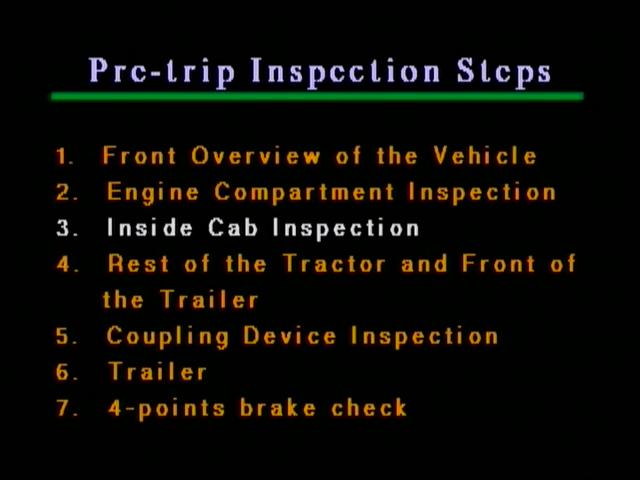 Pre-trip Inspection Steps
1. Front Overview of the Vehicle
2. Engine Compartment Inspection
3. Inside Cab Inspection
4. Rest of the Tractor and Front of
the Trailer
5. Coupling Device Inspection
6. Trailer
7. 4-points brake check